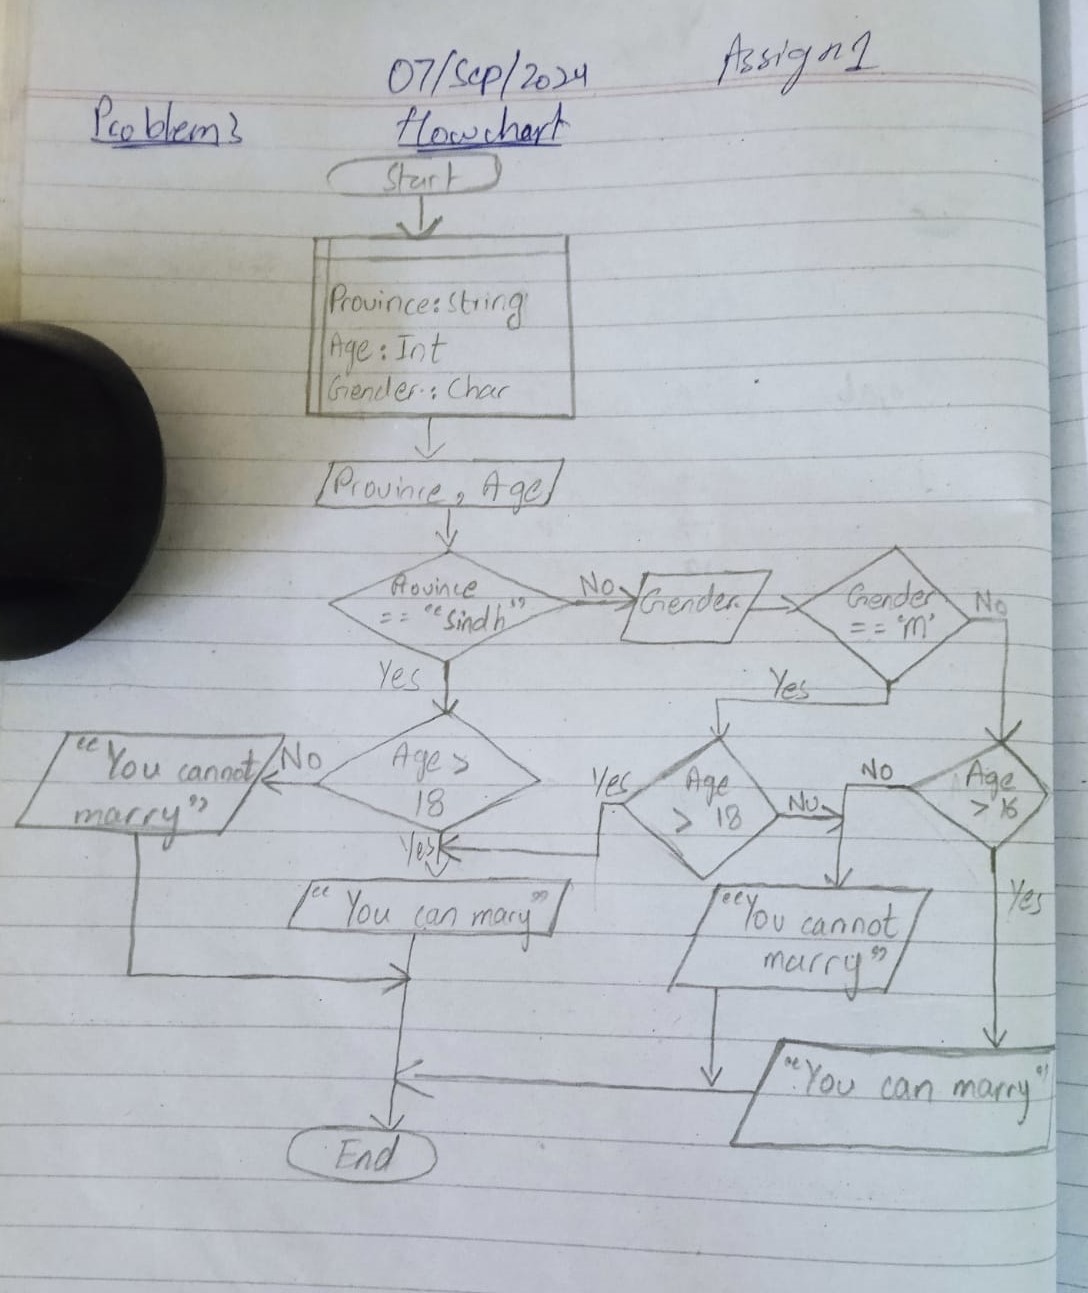 07/Sep/2024 Assign 1
Problem 3 flowchart
Start
Province: String
Age: Int
Gender: Char
Province, Age
Province
== "Sindh"
No
Gender
Gender
== 'M'
No
Yes
Yes
"You cannot
marry"
No
Age >
18
Yes
Yes
Age
> 18
No
No
Age
> 16
Yes
"You can mary"
"You cannot
marry"
"You can marry"
End